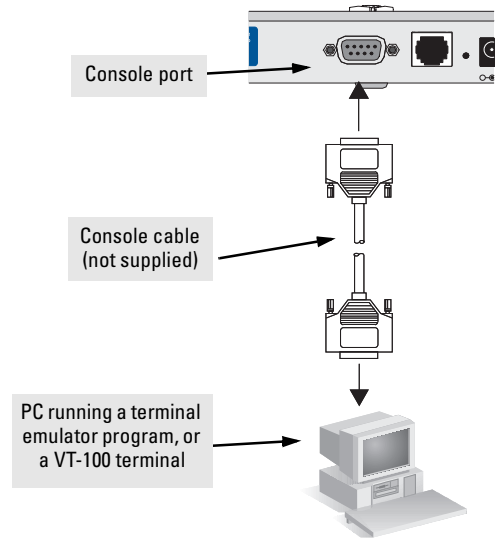 Console port
Console cable
(not supplied)
PC running a terminal
emulator program, or
a VT-100 terminal